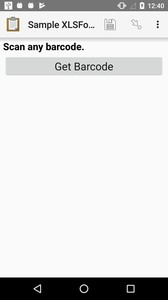 12:40
Sample XLSFo...
Scan any barcode.
Get Barcode